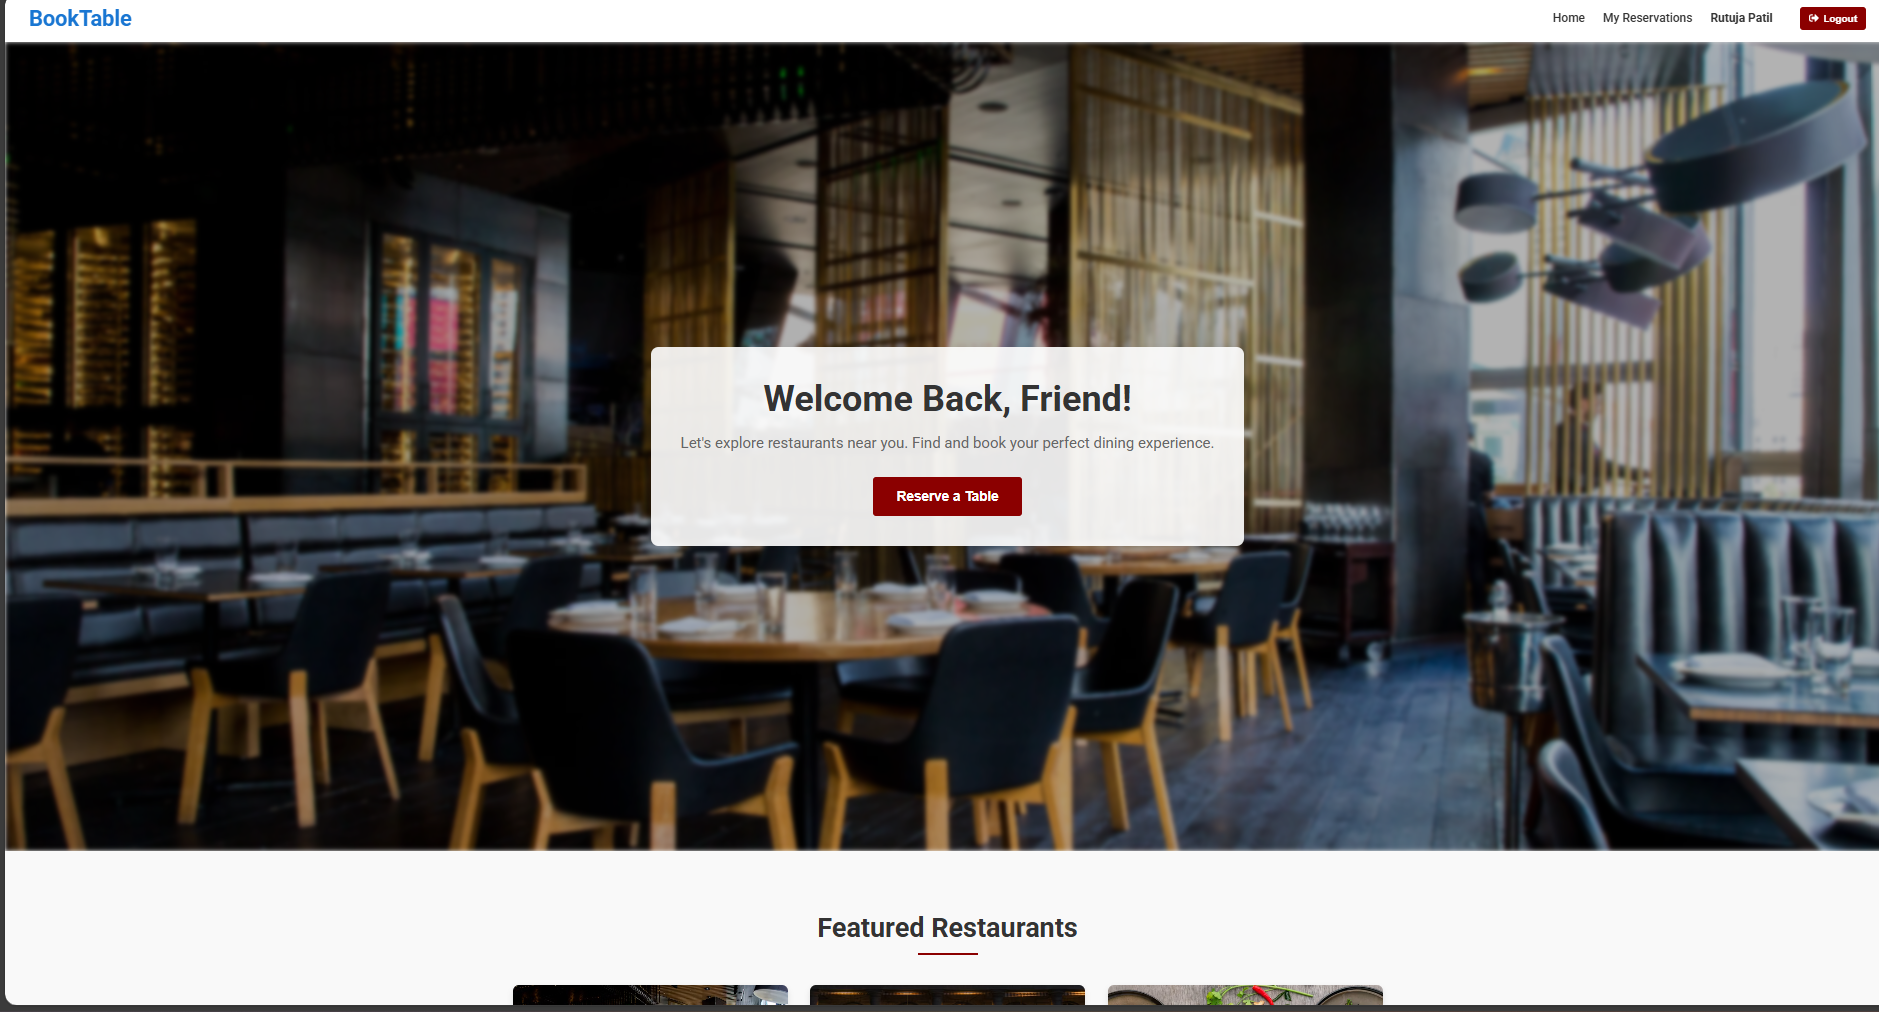 BookTable
Home
My Reservations
Rutuja Patil
Logout
Welcome Back, Friend!
Let's explore restaurants near you. Find and book your perfect dining experience.
Reserve a Table
Featured Restaurants